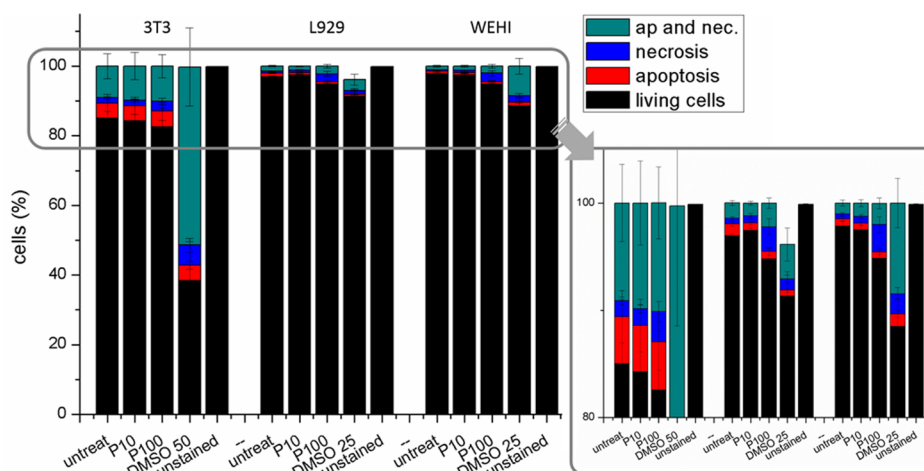 3T3 L929 WEHI
ap and nec.
necrosis
apoptosis
living cells
100
80
60
40
20
0
cells (%)
untreat P10 P100 DMSO 50 unstained -- untreat P10 P100 DMSO 25 unstained -- untreat P10 P100 DMSO 25 unstained
100
80
untreat P10 P100 DMSO 50 unstained -- untreat P10 P100 DMSO 25 unstained -- untreat P10 P100 DMSO 25 unstained